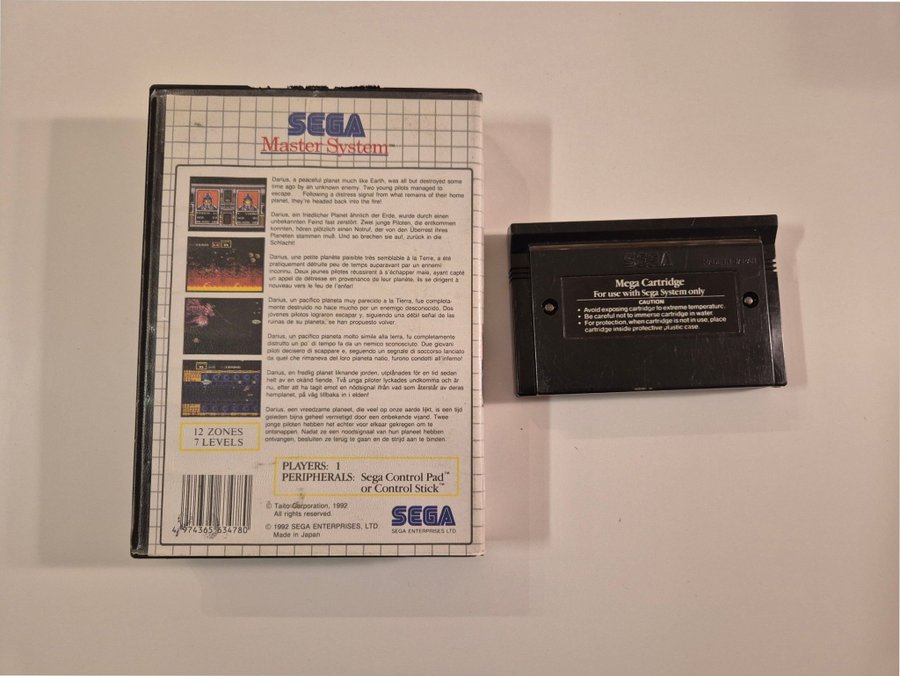 SEGA
Master System™
Darius, a peaceful planet much like Earth, was all but destroyed some
time ago by an unknown enemy. Two young pilots managed to
escape. Following a distress signal from what remains of their home
planet, they're headed back into the fire!
Darius, ein friedlicher Planet ähnlich der Erde, wurde durch einen
unbekannten Feind fast zerstört. Zwei junge Piloten, die entkommen
konnten, hören plötzlich einen Notruf, der von den Überrest ihres
Planeten stammen muß. Und so brechen sie auf, zurück in die
Schlacht!
Darius, une petite planète paisible très semblable à la Terre, a été
pratiquement détruite peu de temps auparavant par un ennemi
inconnu. Deux jeunes pilotes réussirent à s'échapper mais, ayant capté
un appel de détresse en provenance de leur planète, ils se dirigent à
nouveau vers le feu de l'enfer!
Darius, un pacífico planeta muy parecido a la Tierra, fue completa-
mente destruido no hace mucho por un enemigo desconocido. Dos
jóvenes pilotos lograron escapar y, siguiendo una débil señal de las
ruinas de su planeta, se han propuesto volver.
Darius, un pianeta pacifico molto simile alla terra, fu completamente
distrutto un po' di tempo fa da un nemico sconosciuto. Due giovani
piloti decisero di scappare e, seguendo un segnale di soccorso lanciato
da quel che rimaneva del loro pianeta natio, furono condotti all'inferno!
Darius, en fredlig planet liknande jorden, utplånades för en tid sedan
helt av en okänd fiende. Två unga piloter lyckades undkomma och är
nu, efter att ha tagit emot en nödsignal ifrån vad som återstår av deras
hemplanet, på väg tillbaka in i elden!
Darius, een vreedzame planeet, die veel op onze aarde lijkt, is een tijd
geleden bijna geheel vernietigd door een onbekende vijand. Twee
jonge piloten hebben het echter voor elkaar gekregen om te
ontsnappen. Nadat ze een noodsignaal van hun planeet hebben
ontvangen, besluiten ze terug te gaan en de strijd aan te binden.
12 ZONES
7 LEVELS
PLAYERS: 1
PERIPHERALS: Sega Control Pad™
or Control Stick™
© Taito Corporation, 1992
All rights reserved.
© 1992 SEGA ENTERPRISES, LTD.
Made in Japan
SEGA
SEGA ENTERPRISES LTD.
4 974365 634780
SEGA
Mega Cartridge
For use with Sega System only
CAUTION
• Avoid exposing cartridge to extreme temperature.
• Be careful not to immerse cartridge in water.
• For protection, when cartridge is not in use, place
cartridge inside protective plastic case.